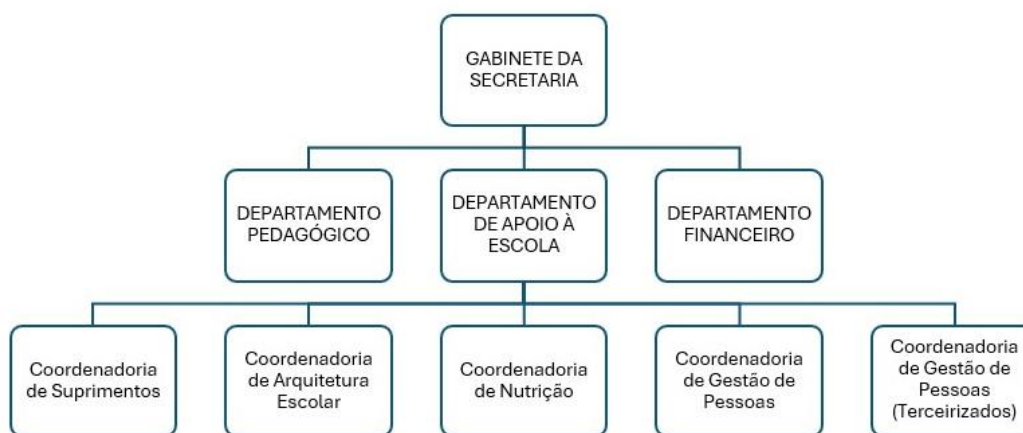 GABINETE DA
SECRETARIA
DEPARTAMENTO
PEDAGÓGICO
DEPARTAMENTO
DE APOIO À
ESCOLA
DEPARTAMENTO
FINANCEIRO
Coordenadoria
de Suprimentos
Coordenadoria
de Arquitetura
Escolar
Coordenadoria
de Nutrição
Coordenadoria
de Gestão de
Pessoas
Coordenadoria
de Gestão de
Pessoas
(Terceirizados)